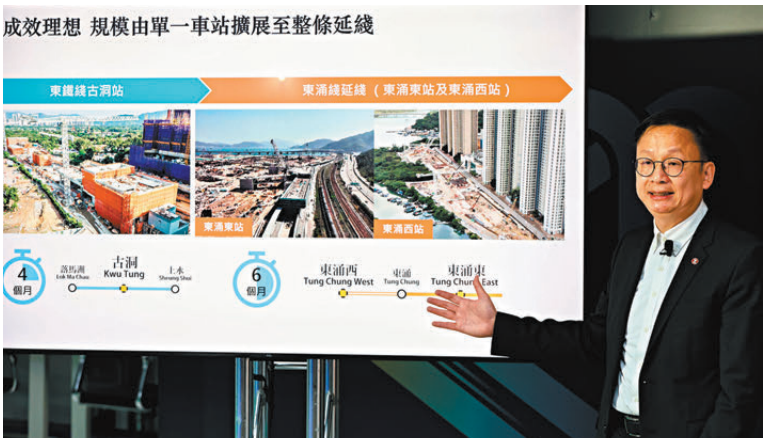 成效理想 規模由單一車站擴展至整條延綫
東鐵綫古洞站
東涌綫延綫（東涌東站及東涌西站）
東涌東站
東涌西站
4
個月
落馬洲
Lok Ma Chau
古洞
Kwu Tung
上水
Sheung Shui
6
個月
東涌西
Tung Chung West
東涌
Tung Chung
東涌東
Tung Chung East